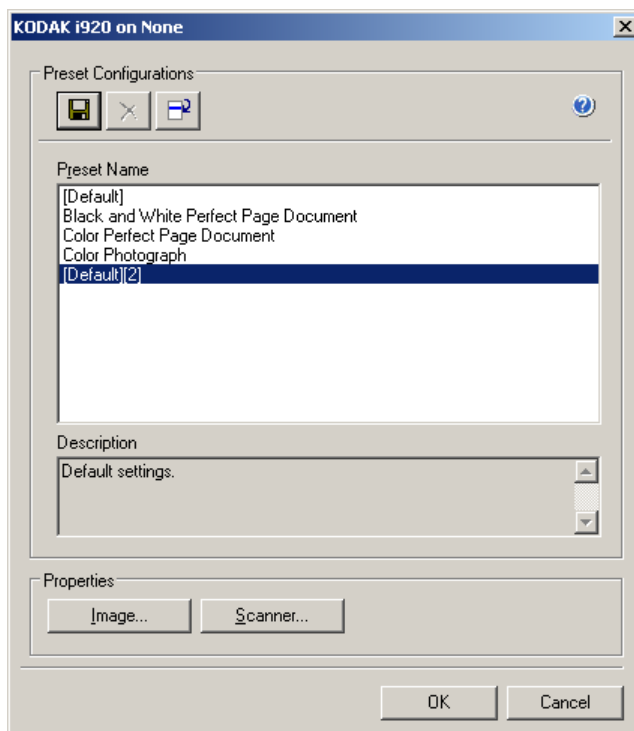 KODAK i920 on None
Preset Configurations
Preset Name
[Default]
Black and White Perfect Page Document
Color Perfect Page Document
Color Photograph
[Default][2]
Description
Default settings.
Properties
Image... Scanner...
OK Cancel